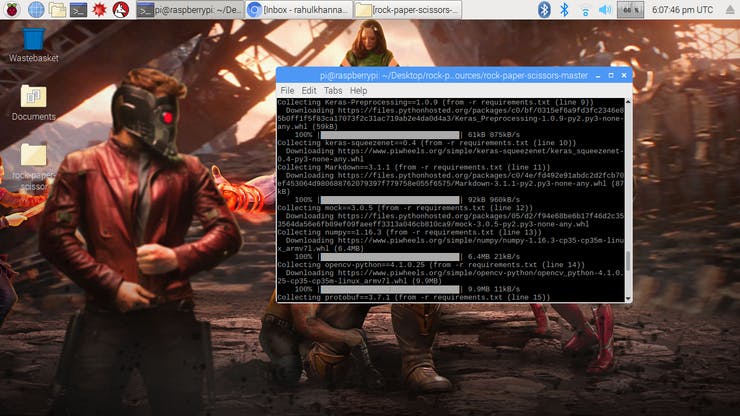 pi@raspberrypi: ~/De...
[Inbox - rahulkhanna...
[rock-paper-scissors-...
66 %
6:07:46 pm UTC
Wastebasket
Documents
rock-paper-
scissor-
pi@raspberrypi: ~/Desktop/rock-p...ources/rock-paper-scissors-master
File Edit Tabs Help
Collecting Keras-Preprocessing==1.0.9 (from -r requirements.txt (line 9))
Downloading https://files.pythonhosted.org/packages/c0/bf/0315ef6a9fd3fc2346e8
5b0ff1f5f83ca17073f2c31ac719ab2e4da0d4a3/Keras_Preprocessing-1.0.9-py2.py3-none-
any.whl (59kB)
100% | | 61kB 875kB/s
Collecting keras-squeezenet==0.4 (from -r requirements.txt (line 10))
Downloading https://www.piwheels.org/simple/keras-squeezenet/keras_squeezenet-
0.4-py3-none-any.whl
Collecting Markdown==3.1.1 (from -r requirements.txt (line 11))
Downloading https://files.pythonhosted.org/packages/c0/4e/fd492e91abdc2d2fcb70
ef453064d980688762079397f779758e055f6575/Markdown-3.1.1-py2.py3-none-any.whl (87
kB)
100% | | 92kB 960kB/s
Collecting mock==3.0.5 (from -r requirements.txt (line 12))
Downloading https://files.pythonhosted.org/packages/05/d2/f94e68be6b17f46d2c35
3564da56e6fb89ef09faeeff3313a046cb810ca9/mock-3.0.5-py2.py3-none-any.whl
Collecting numpy==1.16.3 (from -r requirements.txt (line 13))
Downloading https://www.piwheels.org/simple/numpy/numpy-1.16.3-cp35-cp35m-linu
x_armv7l.whl (6.4MB)
100% | | 6.4MB 21kB/s
Collecting opencv-python==4.1.0.25 (from -r requirements.txt (line 14))
Downloading https://www.piwheels.org/simple/opencv-python/opencv_python-4.1.0.
25-cp35-cp35m-linux_armv7l.whl (9.9MB)
100% | | 9.9MB 11kB/s
Collecting protobuf==3.7.1 (from -r requirements.txt (line 15))